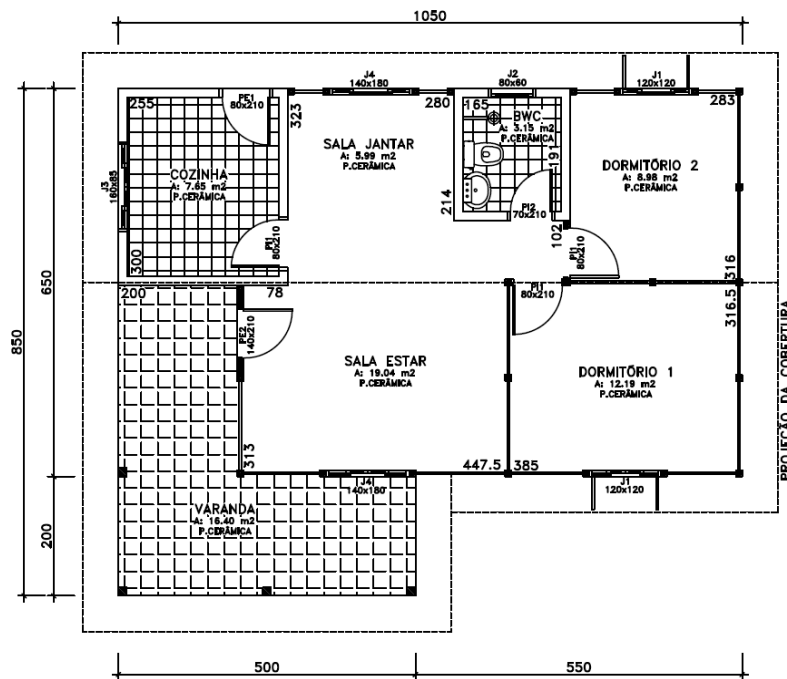 1050
J4
140x180
J2
80x60
J1
120x120
255
PE1
80x210
323
280
165
283
SALA JANTAR
A: 5.99 m2
P.CERÂMICA
BWC
A: 3.15 m2
P.CERÂMICA
191
COZINHA
A: 7.65 m2
P.CERÂMICA
DORMITÓRIO 2
A: 8.98 m2
P.CERÂMICA
J3
160x85
214
PI2
70x210
PI1
80x210
102
PI1
80x210
300
316
200
78
PI1
80x210
316.5
650
850
PE2
140x210
SALA ESTAR
A: 19.04 m2
P.CERÂMICA
DORMITÓRIO 1
A: 12.19 m2
P.CERÂMICA
PROJEÇÃO DA COBERTURA
313
447.5
385
J4
140x180
J1
120x120
VARANDA
A: 16.40 m2
P.CERÂMICA
200
500
550